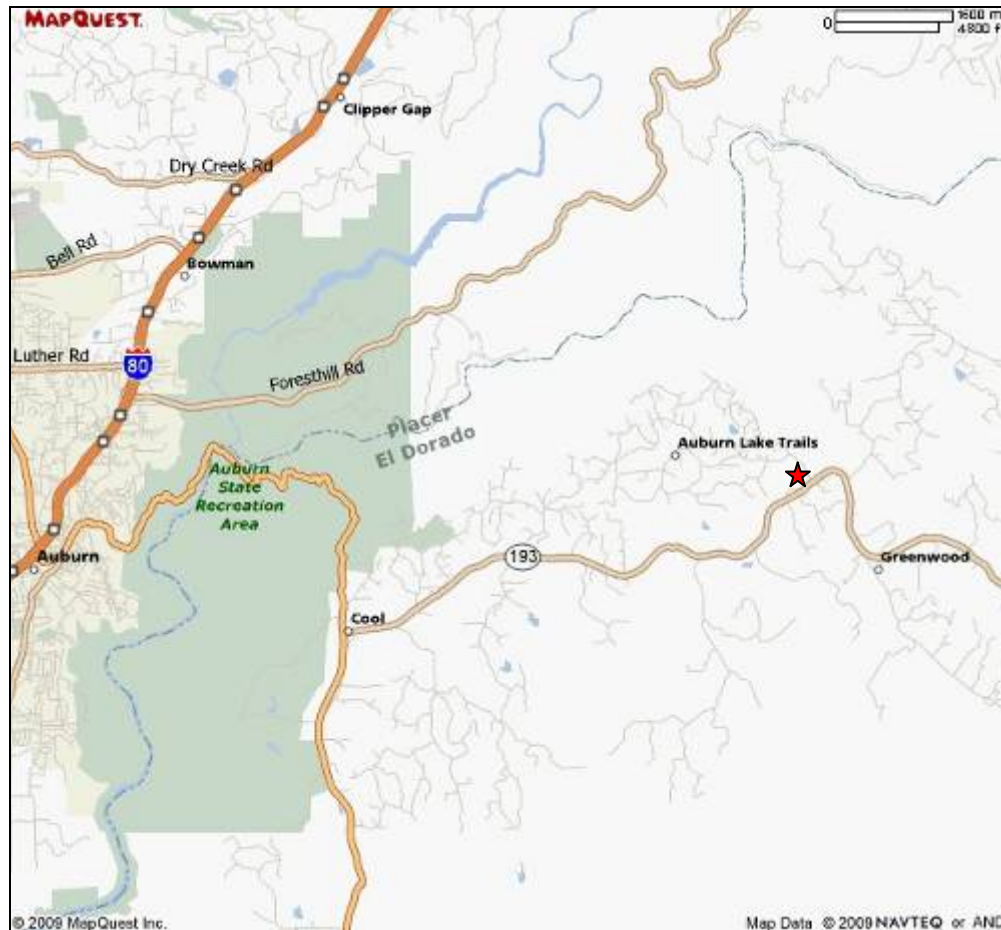 MAPQUEST.
0
1600 m
4800 f
Clipper Gap
Dry Creek Rd
Bell Rd
Bowman
Luther Rd
80
Foresthill Rd
Placer
El Dorado
Auburn Lake Trails
Auburn
State
Recreation
Area
Auburn
193
Greenwood
Cool
© 2009 MapQuest Inc.
Map Data © 2009 NAVTEQ or AND